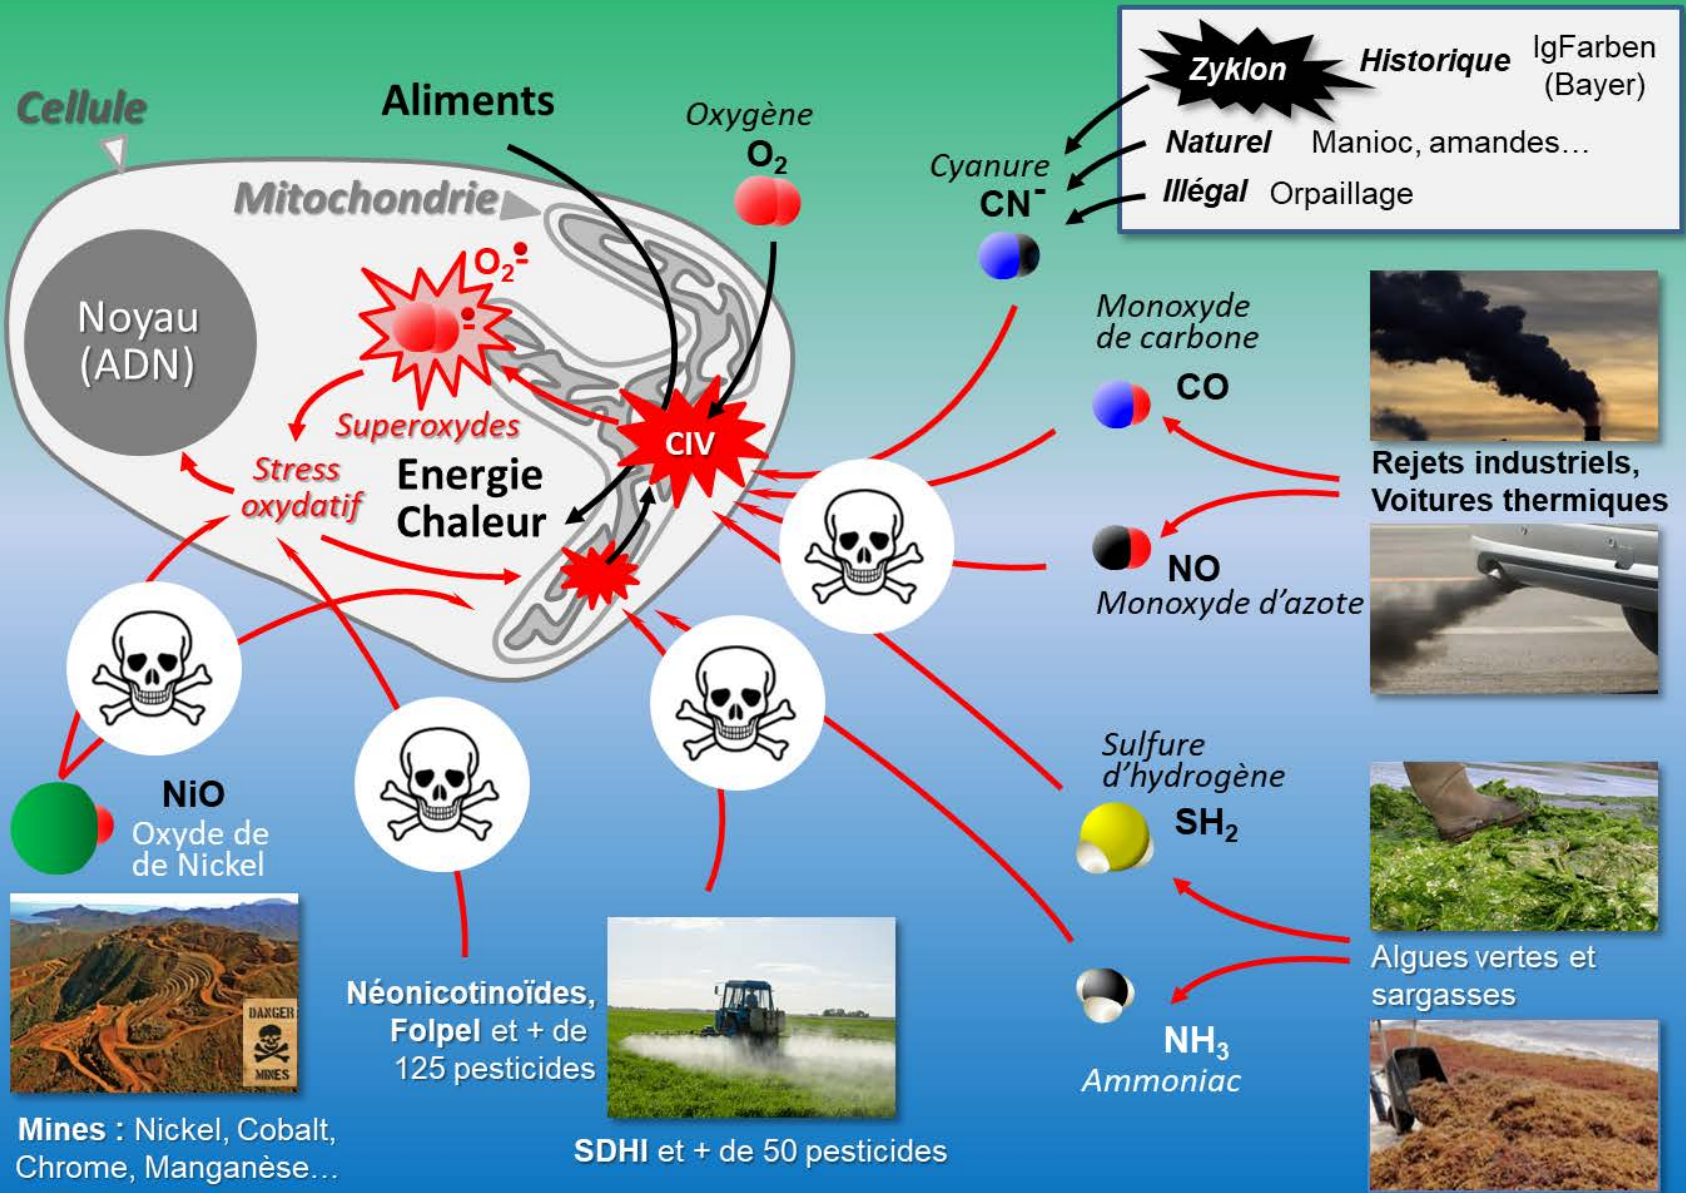 Zyklon
Historique
IgFarben
(Bayer)
Naturel Manioc, amandes…
Illégal Orpaillage
Cellule
Aliments
Oxygène
O₂
Cyanure
CN⁻
Mitochondrie
O₂•-
•-
Noyau
(ADN)
Superoxydes
Stress
oxydatif
Energie
Chaleur
CIV
Monoxyde
de carbone
CO
Rejets industriels,
Voitures thermiques
NO
Monoxyde d’azote
NiO
Oxyde de
de Nickel
DANGER
MINES
Mines : Nickel, Cobalt,
Chrome, Manganèse…
Néonicotinoïdes,
Folpel et + de
125 pesticides
SDHI et + de 50 pesticides
Sulfure
d’hydrogène
SH₂
Algues vertes et
sargasses
NH₃
Ammoniac